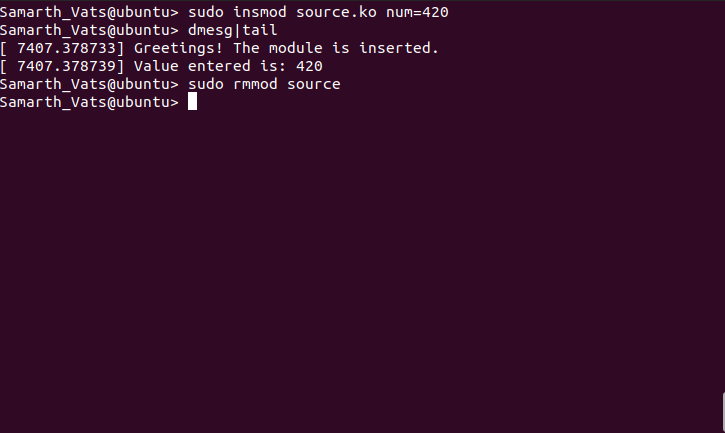 Samarth_Vats@ubuntu> sudo insmod source.ko num=420
Samarth_Vats@ubuntu> dmesg|tail
[ 7407.378733] Greetings! The module is inserted.
[ 7407.378739] Value entered is: 420
Samarth_Vats@ubuntu> sudo rmmod source
Samarth_Vats@ubuntu>